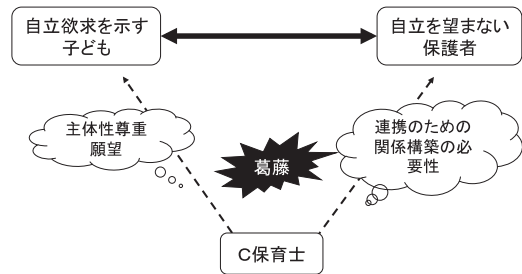 自立欲求を示す
子ども
自立を望まない
保護者
主体性尊重
願望
葛藤
連携のための
関係構築の必
要性
C保育士